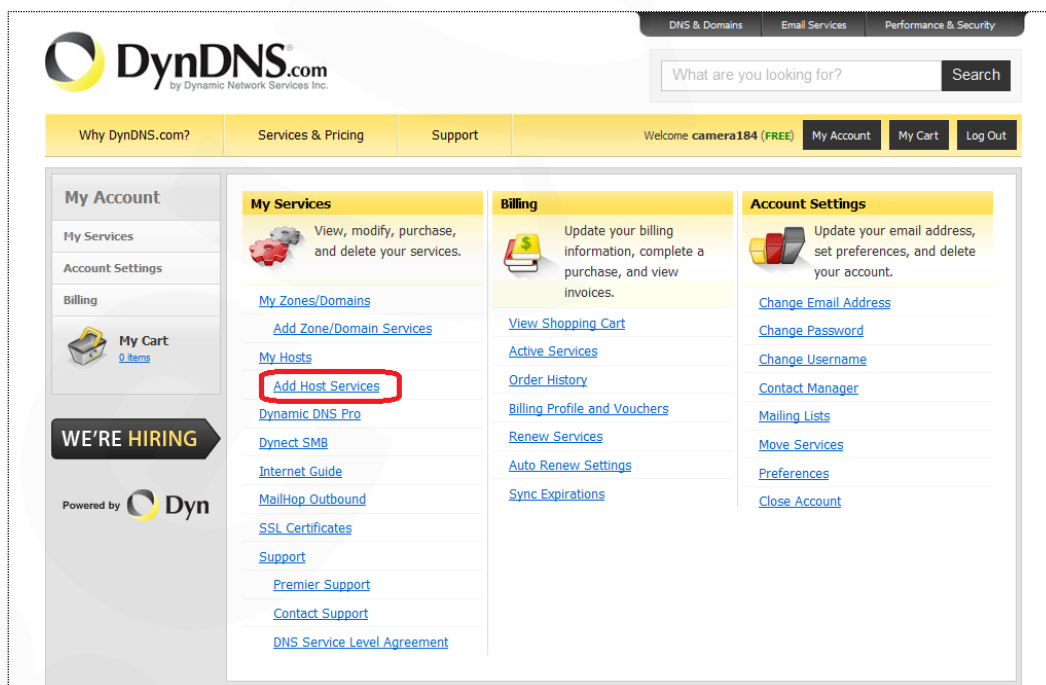 DNS & Domains
Email Services
Performance & Security
DynDNS.com
by Dynamic Network Services Inc.
What are you looking for?
Search
Why DynDNS.com?
Services & Pricing
Support
Welcome camera184 (FREE)
My Account
My Cart
Log Out
My Account
My Services
Account Settings
Billing
My Cart
0 items
WE'RE HIRING
Powered by Dyn
My Services
View, modify, purchase,
and delete your services.
My Zones/Domains
Add Zone/Domain Services
My Hosts
Add Host Services
Dynamic DNS Pro
Dynect SMB
Internet Guide
MailHop Outbound
SSL Certificates
Support
Premier Support
Contact Support
DNS Service Level Agreement
Billing
Update your billing
information, complete a
purchase, and view
invoices.
View Shopping Cart
Active Services
Order History
Billing Profile and Vouchers
Renew Services
Auto Renew Settings
Sync Expirations
Account Settings
Update your email address,
set preferences, and delete
your account.
Change Email Address
Change Password
Change Username
Contact Manager
Mailing Lists
Move Services
Preferences
Close Account